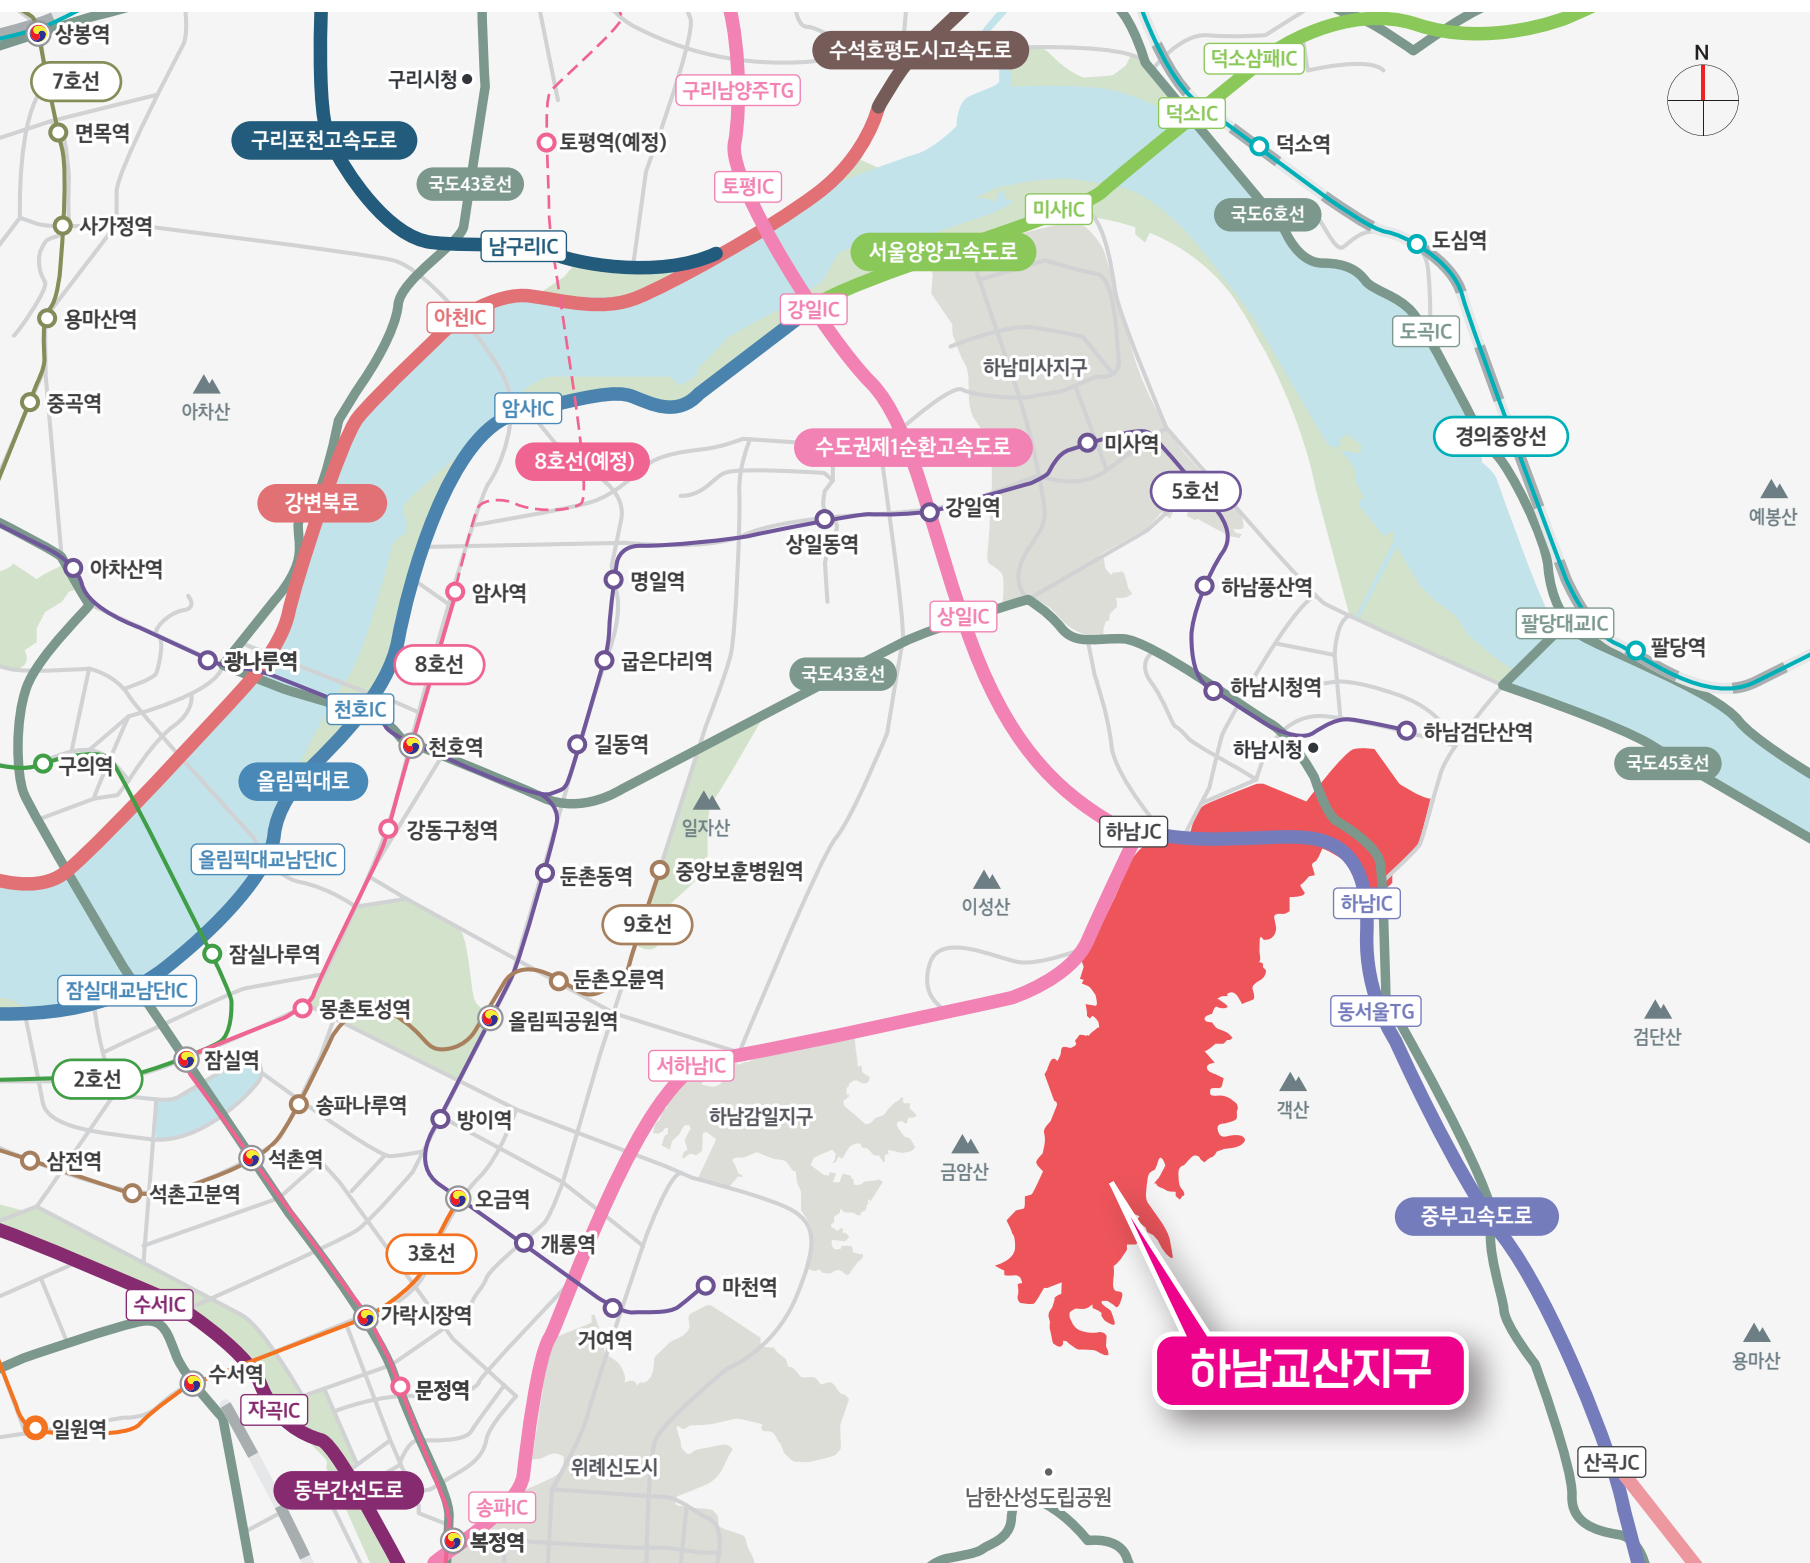 상봉역
7호선
면목역
사가정역
용마산역
중곡역
아차산
구리시청
구리포천고속도로
국도43호선
남구리IC
아천IC
토평역(예정)
구리남양주TG
토평IC
수석호평도시고속도로
덕소삼패IC
덕소IC
덕소역
N
국도6호선
도심역
미사IC
서울양양고속도로
강일IC
도곡IC
하남미사지구
암사IC
8호선(예정)
수도권제1순환고속도로
미사역
경의중앙선
5호선
예봉산
강변북로
강일역
상일동역
아차산역
암사역
명일역
하남풍산역
상일IC
팔당대교IC
팔당역
광나루역
8호선
굽은다리역
국도43호선
하남시청역
천호IC
천호역
길동역
하남시청
하남검단산역
국도45호선
구의역
올림픽대로
강동구청역
일자산
하남JC
올림픽대교남단IC
둔촌동역
중앙보훈병원역
이성산
하남IC
9호선
잠실나루역
둔촌오륜역
잠실대교남단IC
몽촌토성역
올림픽공원역
동서울TG
검단산
잠실역
2호선
서하남IC
객산
송파나루역
방이역
하남감일지구
금암산
삼전역
석촌역
석촌고분역
오금역
중부고속도로
3호선
개롱역
마천역
수서IC
가락시장역
거여역
용마산
수서역
하남교산지구
문정역
자곡IC
일원역
위례신도시
산곡JC
동부간선도로
송파IC
남한산성도립공원
복정역